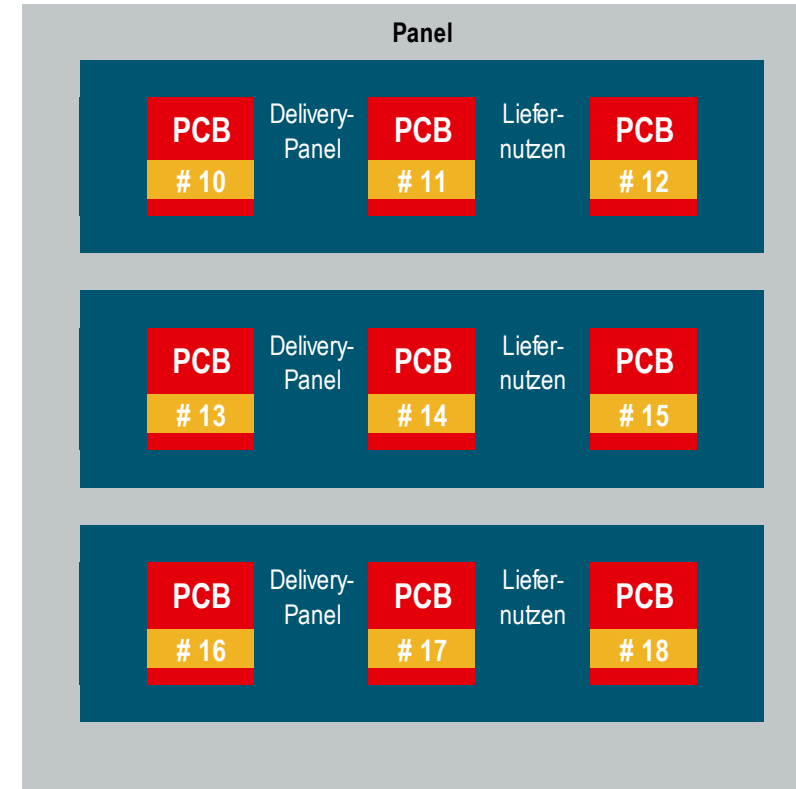 Panel
PCB
# 10
Delivery-
Panel
PCB
# 11
Liefer-
nutzen
PCB
# 12
PCB
# 13
Delivery-
Panel
PCB
# 14
Liefer-
nutzen
PCB
# 15
PCB
# 16
Delivery-
Panel
PCB
# 17
Liefer-
nutzen
PCB
# 18